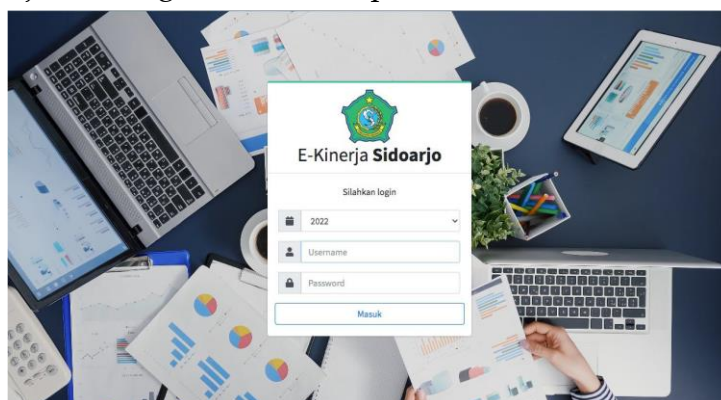 E-Kinerja Sidoarjo
Silahkan login
2022
Username
Password
Masuk